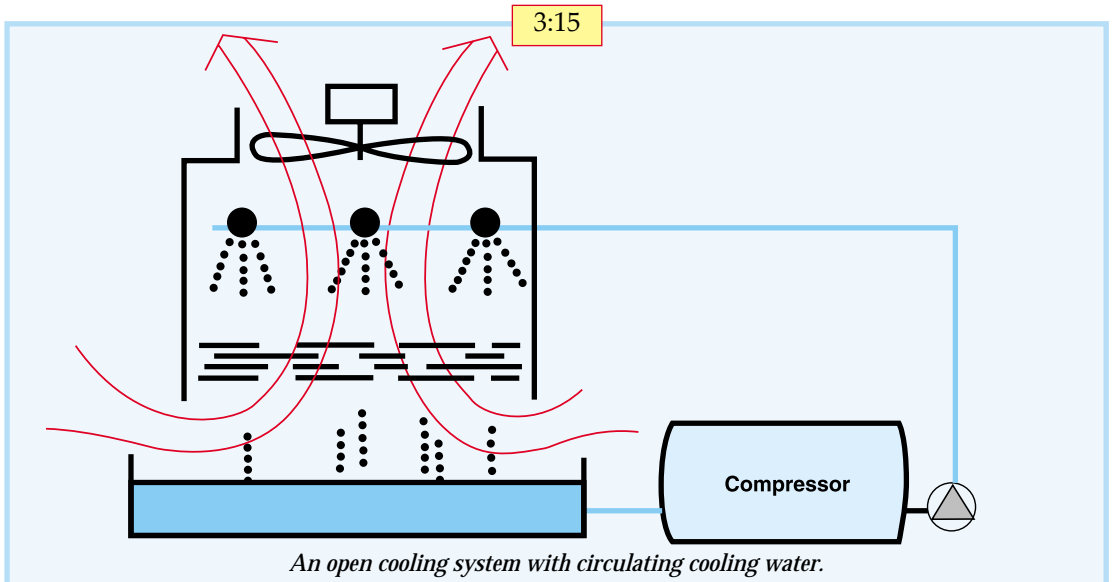 3:15
Compressor
An open cooling system with circulating cooling water.